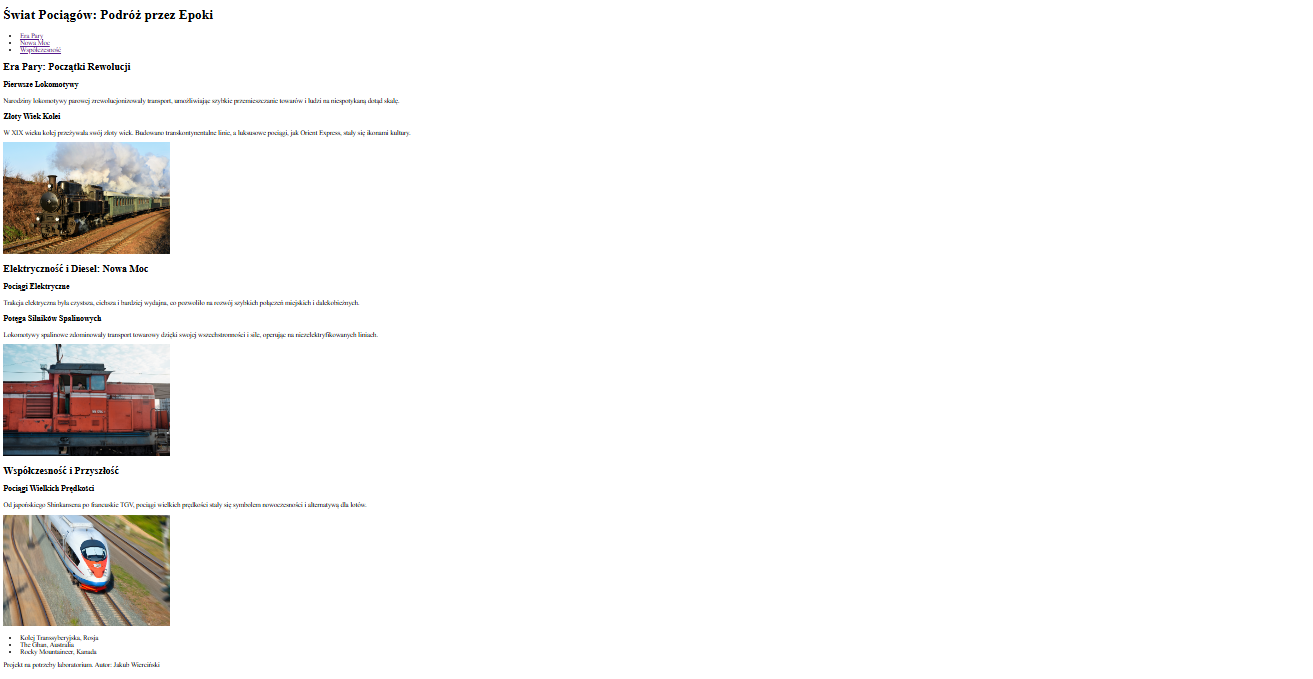 Świat Pociągów: Podróż przez Epoki
Era Pary
Nowa Moc
Współczesność
Era Pary: Początki Rewolucji
Pierwsze Lokomotywy
Narodziny lokomotywy parowej zrewolucjonizowały transport, umożliwiając szybkie przemieszczanie towarów i ludzi na niespotykaną dotąd skalę.
Złoty Wiek Kolei
W XIX wieku kolej przeżywała swój złoty wiek. Budowano transkontynentalne linie, a luksusowe pociągi, jak Orient Express, stały się ikonami kultury.
Elektryczność i Diesel: Nowa Moc
Pociągi Elektryczne
Trakcja elektryczna była czystsza, cichsza i bardziej wydajna, co pozwoliło na rozwój szybkich połączeń miejskich i dalekobieżnych.
Potęga Silników Spalinowych
Lokomotywy spalinowe zdominowały transport towarowy dzięki swojej wszechstronności i sile, operując na niezelektryfikowanych liniach.
Współczesność i Przyszłość
Pociągi Wielkich Prędkości
Od japońskiego Shinkansena po francuskie TGV, pociągi wielkich prędkości stały się symbolem nowoczesności i alternatywą dla lotów.
Kolej Transsyberyjska, Rosja
The Ghan, Australia
Rocky Mountaineer, Kanada
Projekt na potrzeby laboratorium. Autor: Jakub Wierciński